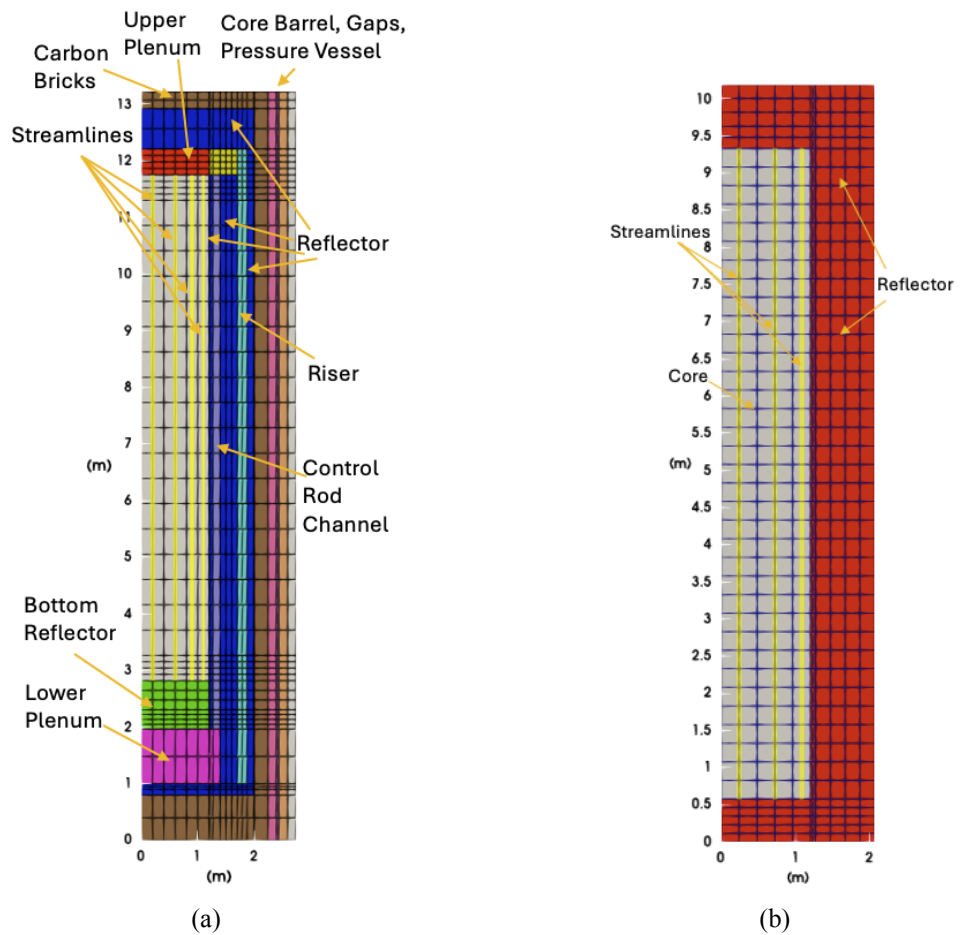 Upper
Plenum
Core Barrel, Gaps,
Pressure Vessel
Carbon
Bricks
Streamlines
13
12
11
10
9
8
7
6
5
4
3
2
1
0
(m)
Reflector
Riser
Control
Rod
Channel
Bottom
Reflector
Lower
Plenum
0
1
2
(m)
(a)
10
9.5
9
8.5
8
7.5
7
6.5
6
5.5
5
4.5
4
3.5
3
2.5
2
1.5
1
0.5
0
(m)
Streamlines
Reflector
Core
0
1
2
(m)
(b)